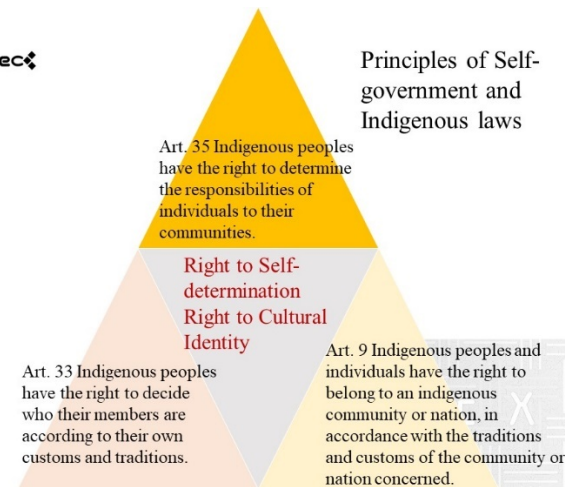 Principles of Self-
government and
Indigenous laws
Art. 35 Indigenous peoples
have the right to determine
the responsibilities of
individuals to their
communities.
Right to Self-
determination
Right to Cultural
Identity
Art. 33 Indigenous peoples
have the right to decide
who their members are
according to their own
customs and traditions.
Art. 9 Indigenous peoples and
individuals have the right to
belong to an indigenous
community or nation, in
accordance with the traditions
and customs of the community or
nation concerned.